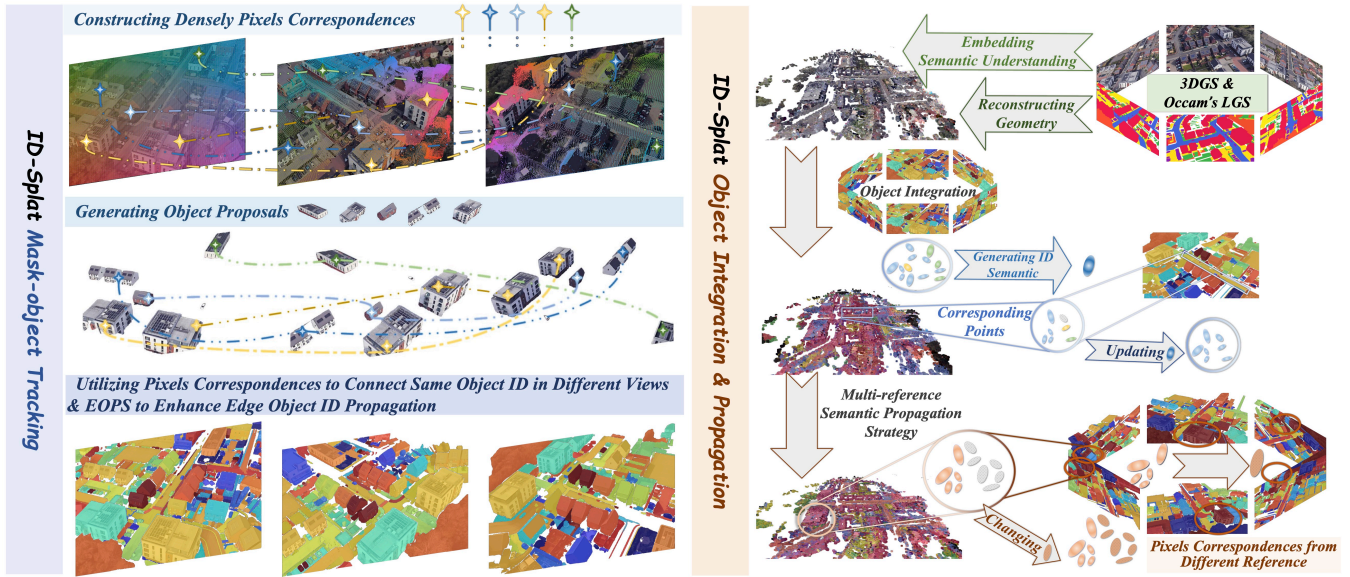 ID-Splat Mask-object Tracking
Constructing Densely Pixels Correspondences
Generating Object Proposals
Utilizing Pixels Correspondences to Connect Same Object ID in Different Views
& EOPS to Enhance Edge Object ID Propagation
ID-Splat Object Integration & Propagation
Embedding
Semantic Understanding
Reconstructing
Geometry
3DGS &
Occam's LGS
Object Integration
Generating ID
Semantic
Corresponding
Points
Updating
Multi-reference
Semantic Propagation
Strategy
Changing
Pixels Correspondences from
Different Reference